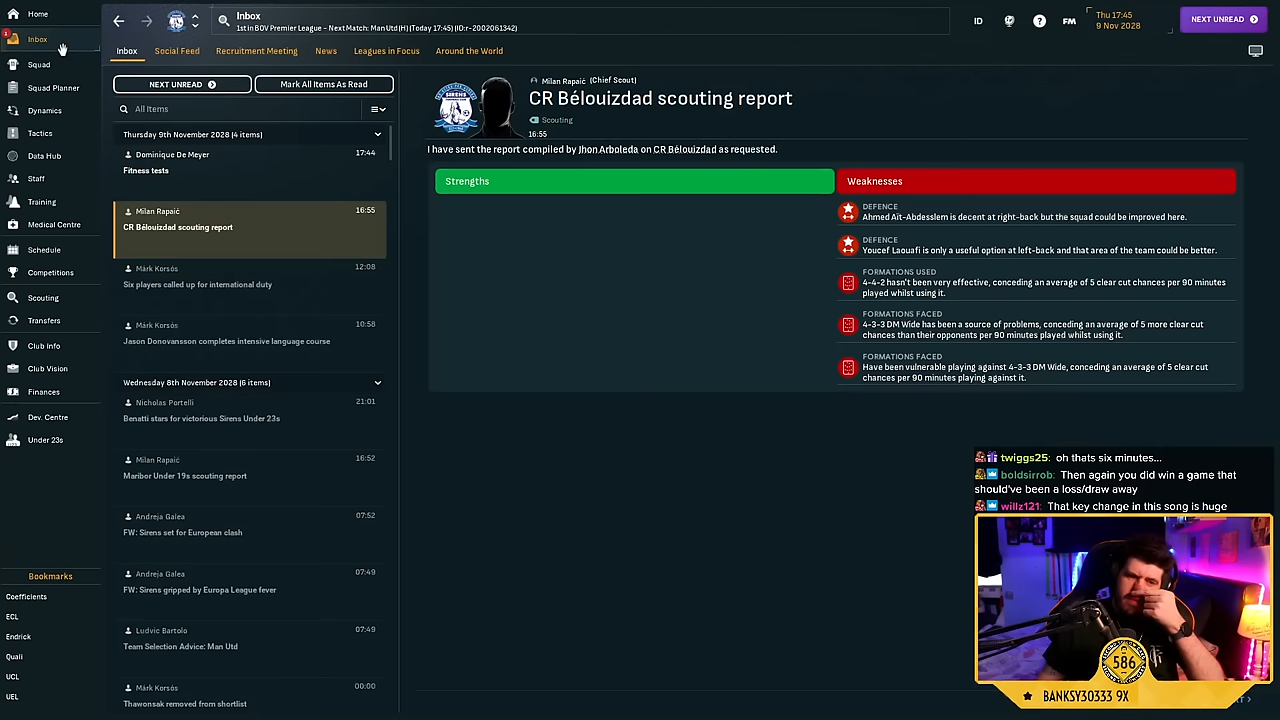 Home
Inbox
Squad
Squad Planner
Dynamics
Tactics
Data Hub
Staff
Training
Medical Centre
Schedule
Competitions
Scouting
Transfers
Club Info
Club Vision
Finances
Dev. Centre
Under 23s
Bookmarks
Coefficients
ECL
Endrick
Quali
UCL
UEL
1
Inbox
1st in BOV Premier League - Next Match: Man Utd (H) (Today 17:45) (ID:r-2002061342)
ID
?
FM
Thu 17:45
9 Nov 2028
NEXT UNREAD
Inbox
Social Feed
Recruitment Meeting
News
Leagues in Focus
Around the World
NEXT UNREAD
Mark All Items As Read
All Items
Thursday 9th November 2028 (4 items)
Dominique De Meyer 17:44
Fitness tests
Milan Rapaić 16:55
CR Bélouizdad scouting report
Márk Korsós 12:08
Six players called up for international duty
Márk Korsós 10:58
Jason Donovansson completes intensive language course
Wednesday 8th November 2028 (6 items)
Nicholas Portelli 21:01
Benatti stars for victorious Sirens Under 23s
Milan Rapaić 16:52
Maribor Under 19s scouting report
Andreja Galea 07:52
FW: Sirens set for European clash
Andreja Galea 07:49
FW: Sirens gripped by Europa League fever
Ludvic Bartolo 07:49
Team Selection Advice: Man Utd
Márk Korsós 00:00
Thawonsak removed from shortlist
SIRENS
Milan Rapaić (Chief Scout)
CR Bélouizdad scouting report
Scouting
16:55
I have sent the report compiled by Jhon Arboleda on CR Bélouizdad as requested.
Strengths
Weaknesses
DEFENCE
Ahmed Aït-Abdesslem is decent at right-back but the squad could be improved here.
DEFENCE
Youcef Laouafi is only a useful option at left-back and that area of the team could be better.
FORMATIONS USED
4-4-2 hasn't been very effective, conceding an average of 5 clear cut chances per 90 minutes
played whilst using it.
FORMATIONS FACED
4-3-3 DM Wide has been a source of problems, conceding an average of 5 more clear cut
chances than their opponents per 90 minutes played whilst using it.
FORMATIONS FACED
Have been vulnerable playing against 4-3-3 DM Wide, conceding an average of 5 clear cut
chances per 90 minutes playing against it.
twiggs25: oh thats six minutes...
boldsirrob: Then again you did win a game that
should've been a loss/draw away
willz121: That key change in this song is huge
586
BANKSY30333 9X